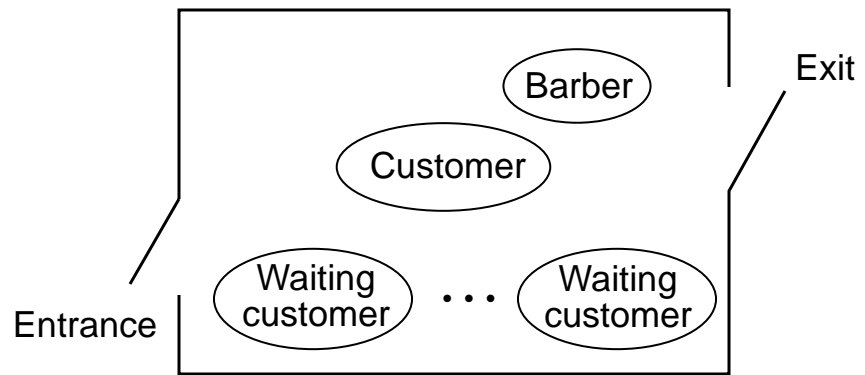 Exit
Barber
Customer
Waiting
customer
Waiting
customer
Entrance